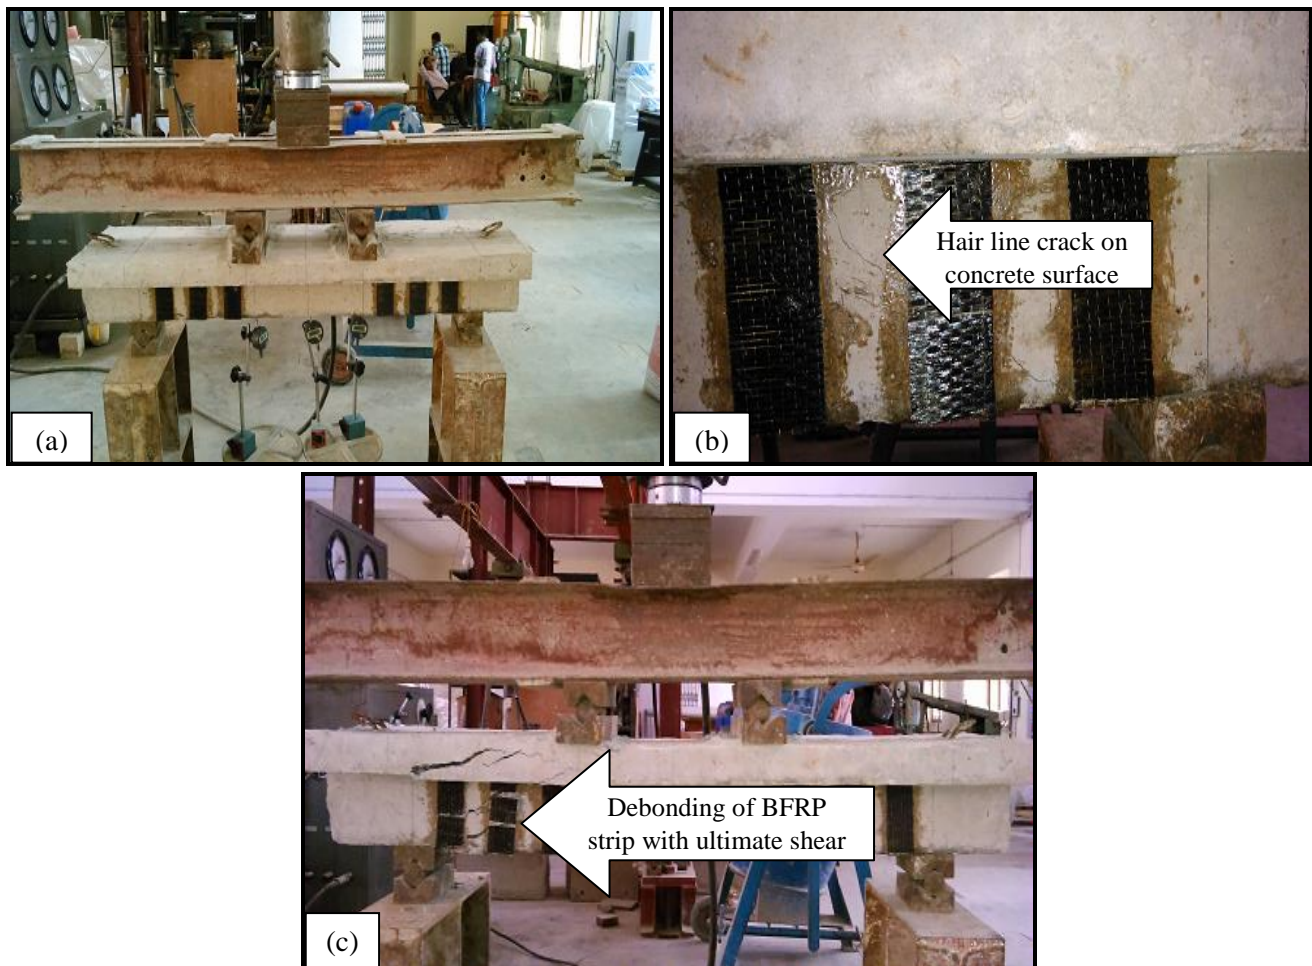 (a)
Hair line crack on
concrete surface
(b)
Debonding of BFRP
strip with ultimate shear
(c)